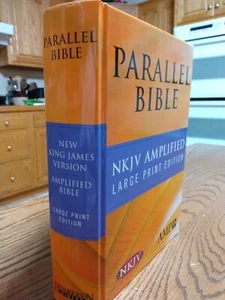 PARALLEL
BIBLE
NEW
KING JAMES
VERSION
AMPLIFIED
BIBLE
LARGE PRINT
EDITION
PARALLEL
BIBLE
NKJV AMPLIFIED
LARGE PRINT EDITION
NKJV